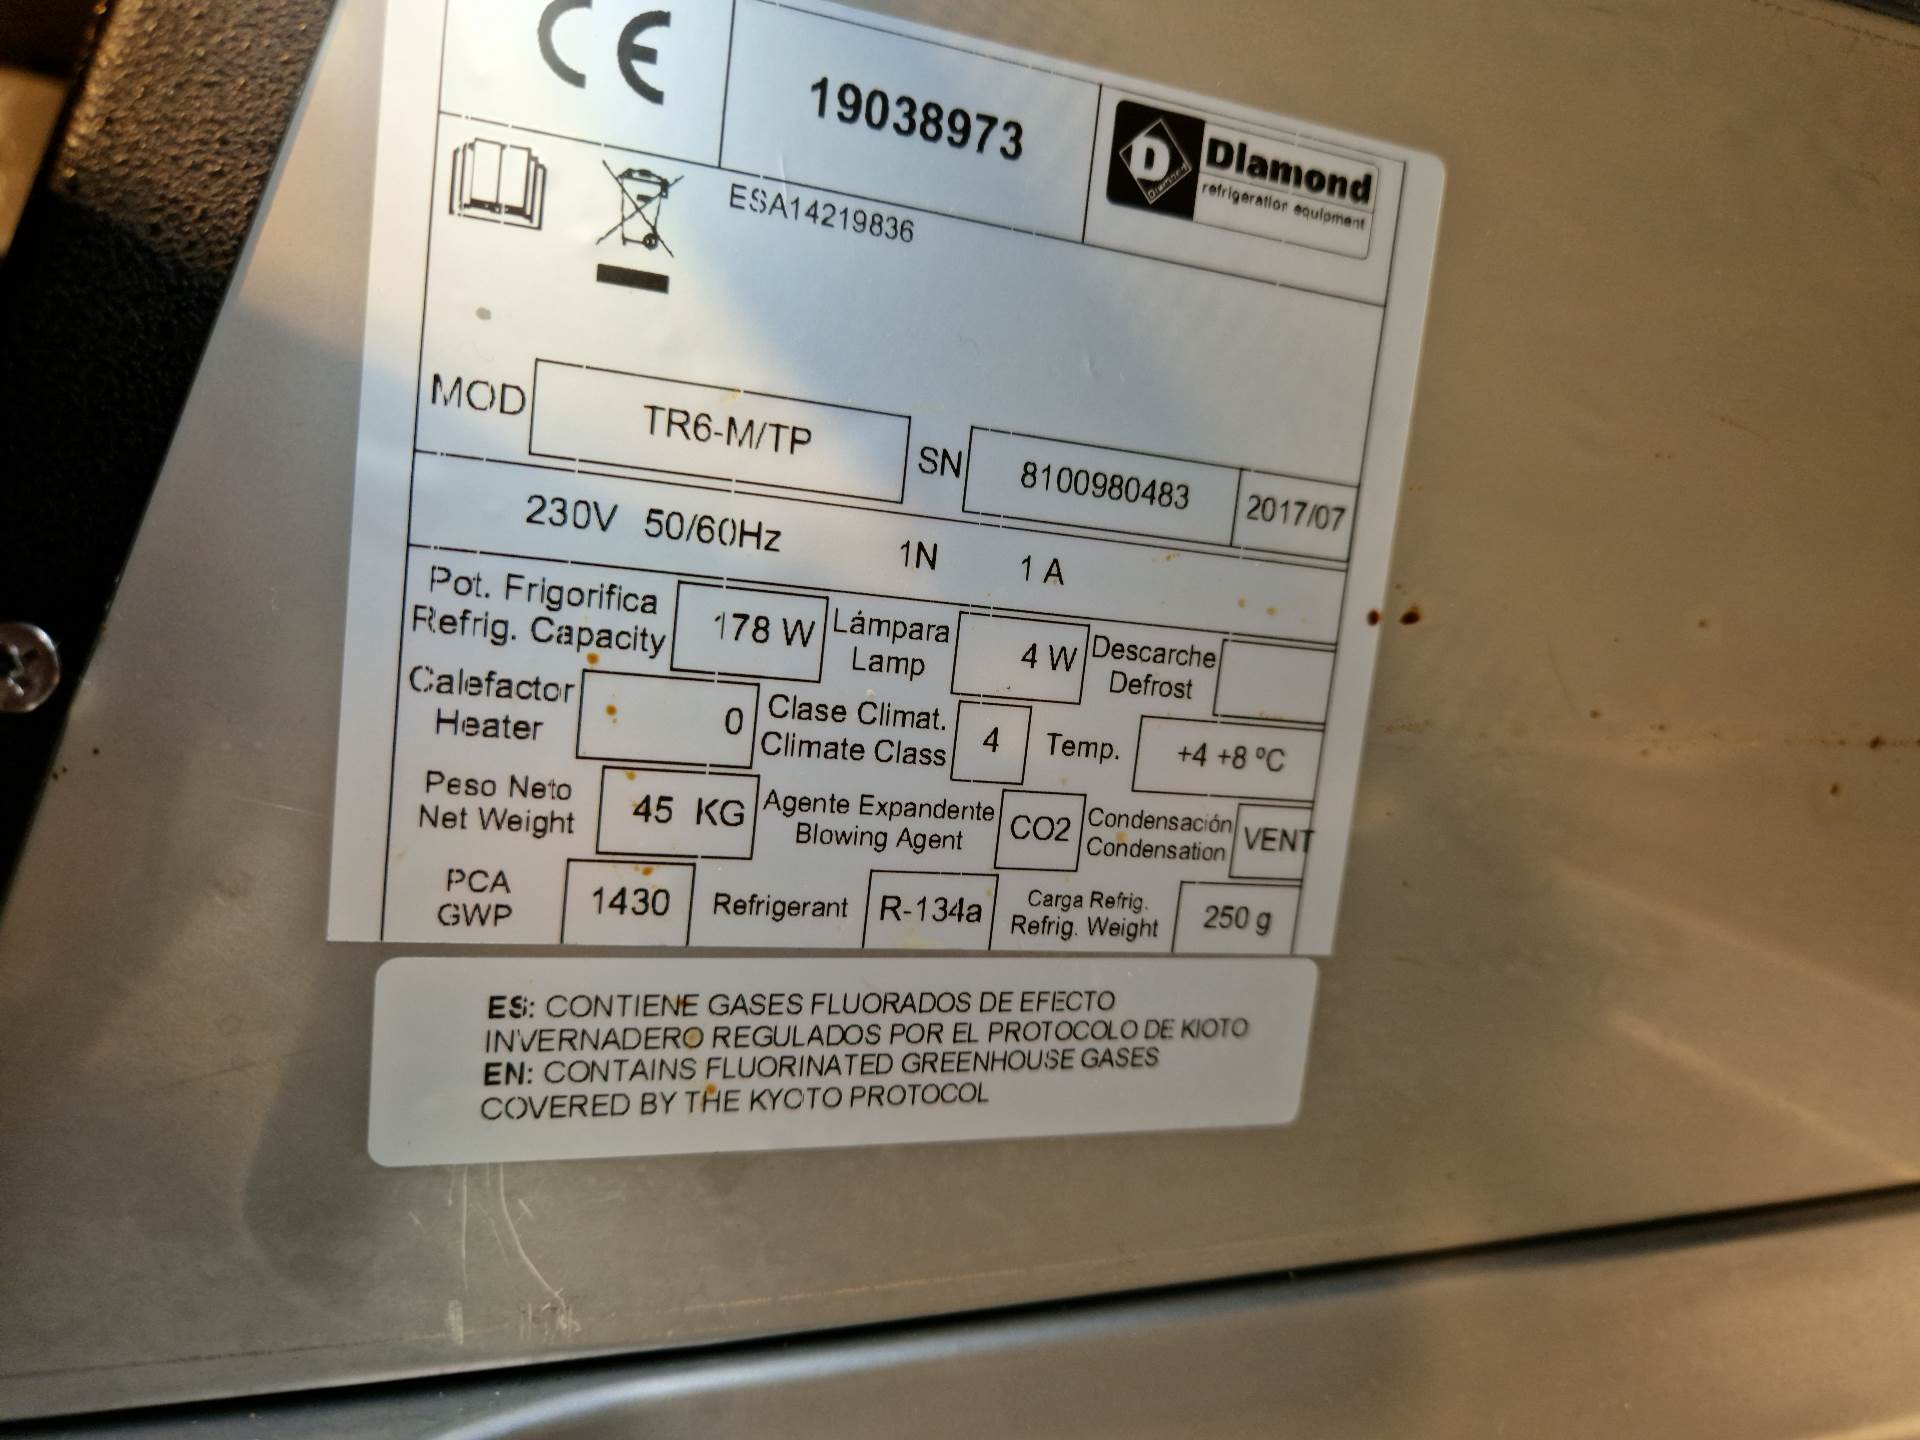 CE
19038973
Diamond
refrigeration equipment
D
Diamond
ESA14219836
MOD TR6-M/TP SN 8100980483 2017/07
230V 50/60Hz 1N 1 A
Pot. Frigorifica
Refrig. Capacity
178 W
Lámpara
Lamp
4 W
Descarche
Defrost
Calefactor
Heater
0
Clase Climat.
Climate Class
4
Temp.
+4 +8 ºC
Peso Neto
Net Weight
45 KG
Agente Expandente
Blowing Agent
CO2
Condensación
Condensation
VENT
PCA
GWP
1430
Refrigerant
R-134a
Carga Refrig.
Refrig. Weight
250 g
ES: CONTIENE GASES FLUORADOS DE EFECTO
INVERNADERO REGULADOS POR EL PROTOCOLO DE KIOTO
EN: CONTAINS FLUORINATED GREENHOUSE GASES
COVERED BY THE KYOTO PROTOCOL